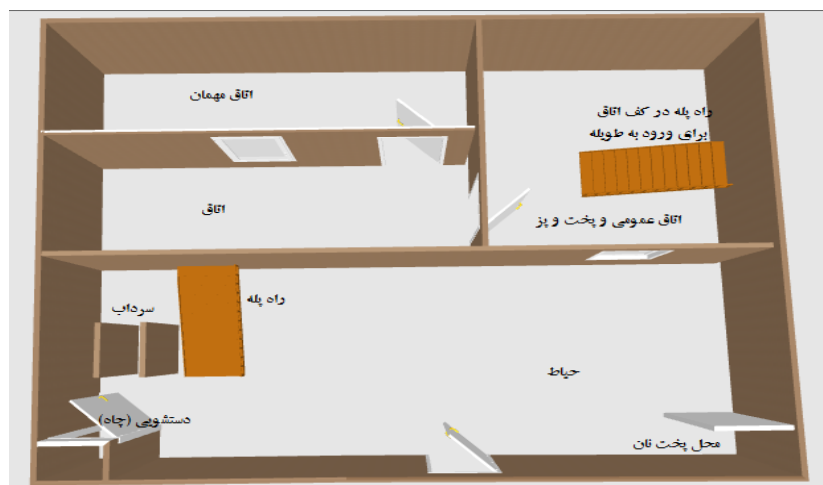 اتاق مهمان
راه پله در کف اتاق
برای ورود به طویله
اتاق
اتاق عمومی و پخت و پز
راه پله
سرداب
حیاط
دستشویی (چاه)
محل پخت نان